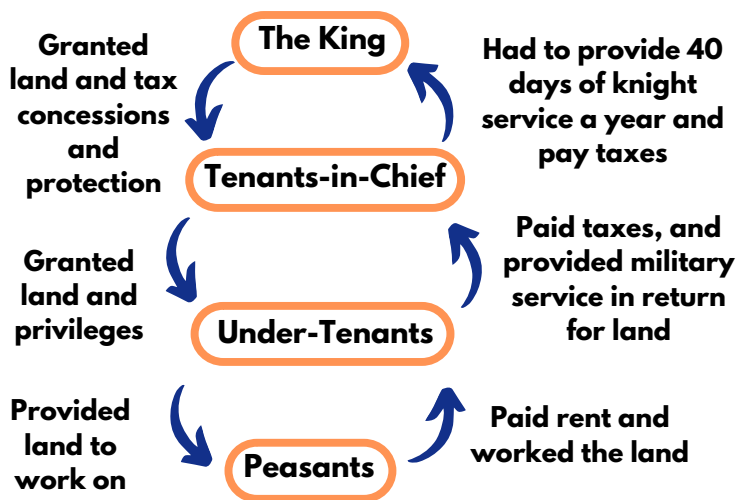 The King
Granted
land and tax
concessions
and
protection
Had to provide 40
days of knight
service a year and
pay taxes
Tenants-in-Chief
Granted
land and
privileges
Paid taxes, and
provided military
service in return
for land
Under-Tenants
Provided
land to
work on
Paid rent and
worked the land
Peasants